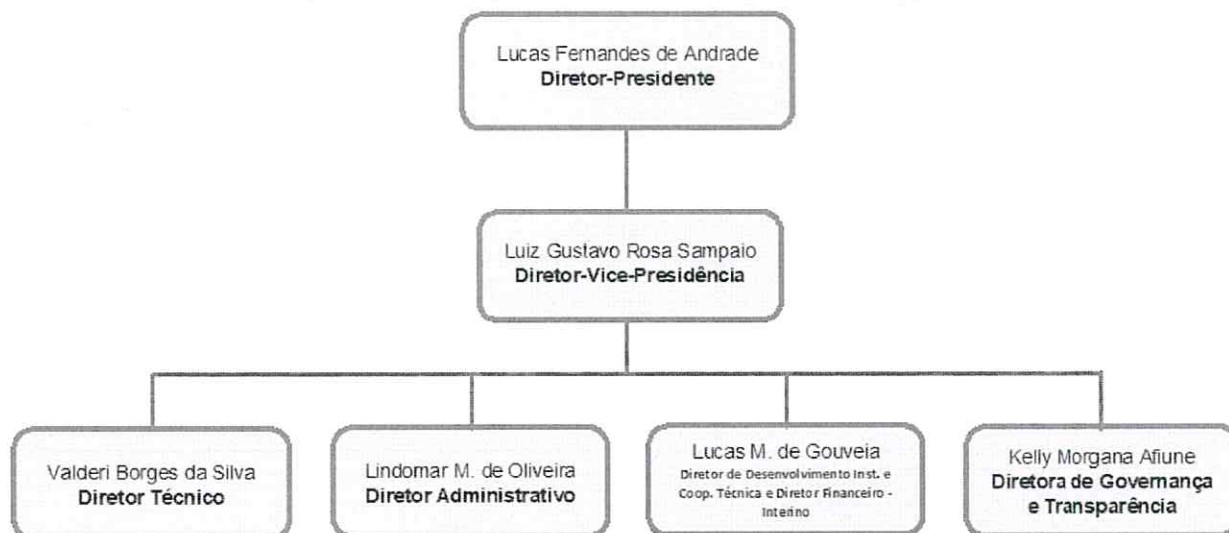 Lucas Fernandes de Andrade
Diretor-Presidente
Luiz Gustavo Rosa Sampaio
Diretor-Vice-Presidência
Valderi Borges da Silva
Diretor Técnico
Lindomar M. de Oliveira
Diretor Administrativo
Lucas M. de Gouveia
Diretor de Desenvolvimento Inst. e
Coop. Técnica e Diretor Financeiro -
Interino
Kelly Morgana Afiune
Diretora de Governança
e Transparência